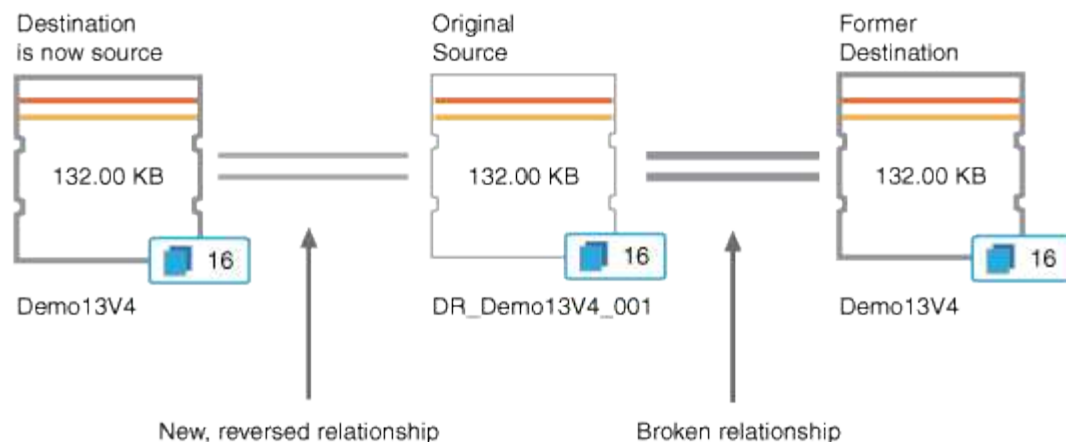 Destination
is now source
Original
Source
Former
Destination
132.00 KB
132.00 KB
132.00 KB
16
16
16
Demo13V4
DR_Demo13V4_001
Demo13V4
New, reversed relationship
Broken relationship